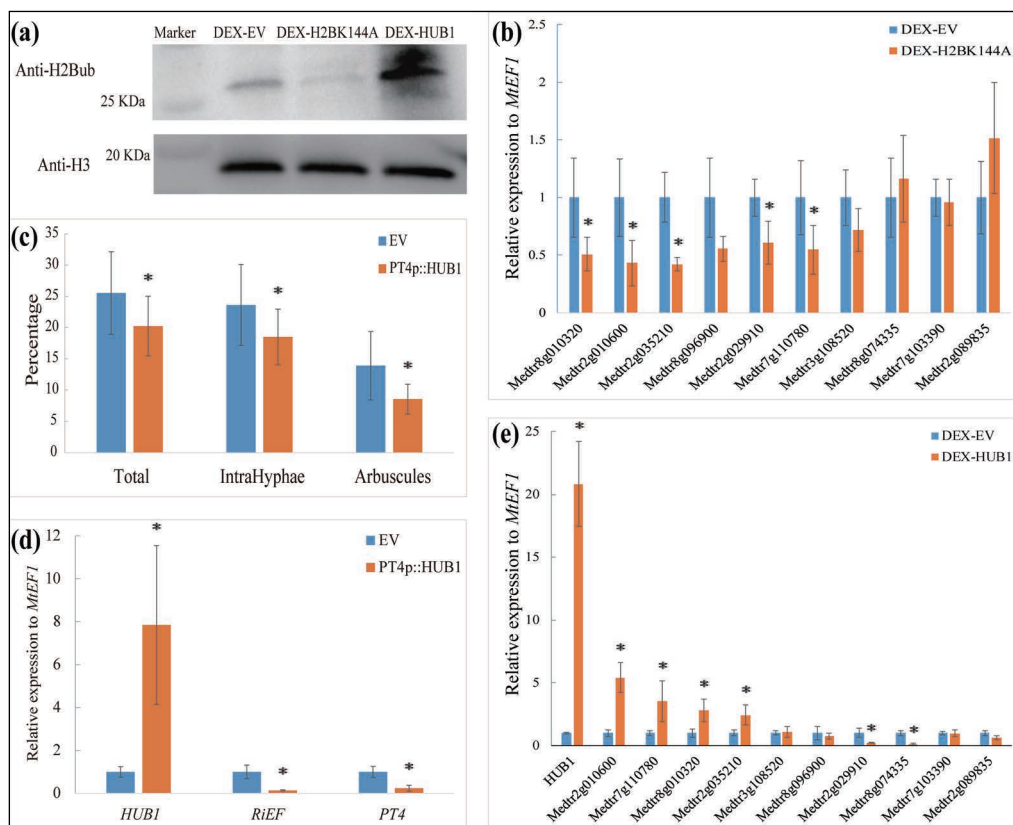 (a)
Marker DEX-EV DEX-H2BK144A DEX-HUB1
Anti-H2Bub
25 KDa
Anti-H3
20 KDa
(b)
DEX-EV
DEX-H2BK144A
Relative expression to MtEF1
2.5
2
1.5
1
0.5
0
* * * * *
Medtr8g010320
Medtr2g010600
Medtr2g035210
Medtr8g096900
Medtr2g029910
Medtr7g110780
Medtr3g108520
Medtr8g074335
Medtr7g103390
Medtr2g089835
(c)
EV
PT4p::HUB1
Percentage
35
30
25
20
15
10
5
0
* * *
Total IntraHyphae Arbuscules
(d)
EV
PT4p::HUB1
Relative expression to MtEF1
12
10
8
6
4
2
0
* * *
HUB1 RiEF PT4
(e)
DEX-EV
DEX-HUB1
Relative expression to MtEF1
25
20
15
10
5
0
* * * * * * *
HUB1
Medtr2g010600
Medtr7g110780
Medtr8g010320
Medtr2g035210
Medtr3g108520
Medtr8g096900
Medtr2g029910
Medtr8g074335
Medtr7g103390
Medtr2g089835